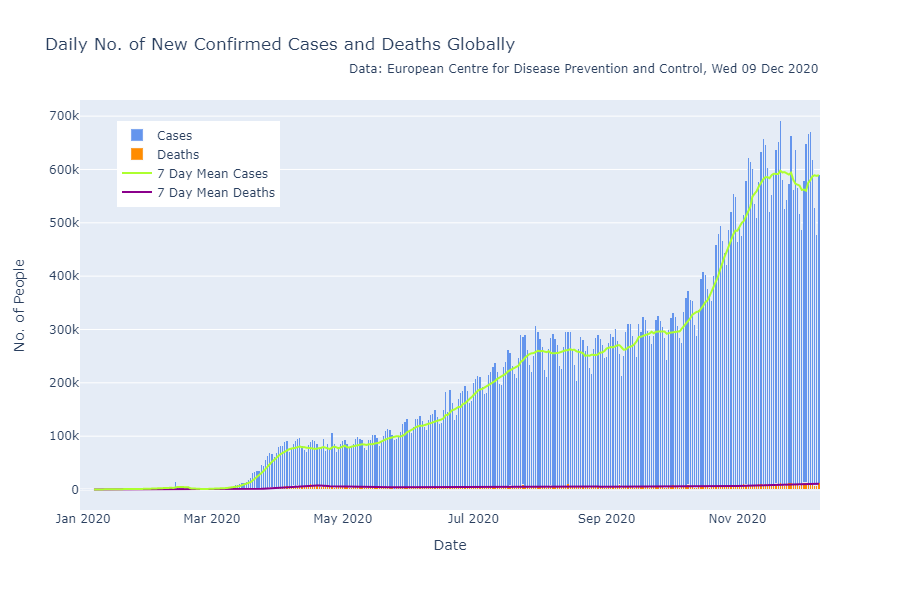 Daily No. of New Confirmed Cases and Deaths Globally
Data: European Centre for Disease Prevention and Control, Wed 09 Dec 2020
Cases
Deaths
7 Day Mean Cases
7 Day Mean Deaths
700k
600k
500k
400k
300k
200k
100k
0
No. of People
Jan 2020 Mar 2020 May 2020 Jul 2020 Sep 2020 Nov 2020
Date